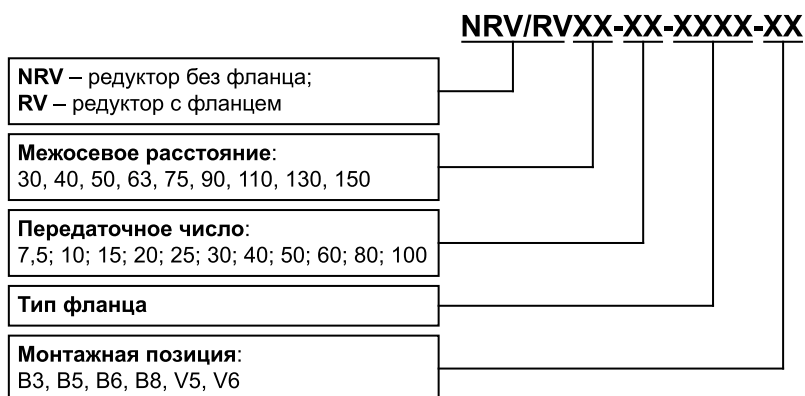 NRV/RVXX-XX-XXXX-XX
NRV – редуктор без фланца;
RV – редуктор с фланцем
Межосевое расстояние:
30, 40, 50, 63, 75, 90, 110, 130, 150
Передаточное число:
7,5; 10; 15; 20; 25; 30; 40; 50; 60; 80; 100
Тип фланца
Монтажная позиция:
B3, B5, B6, B8, V5, V6